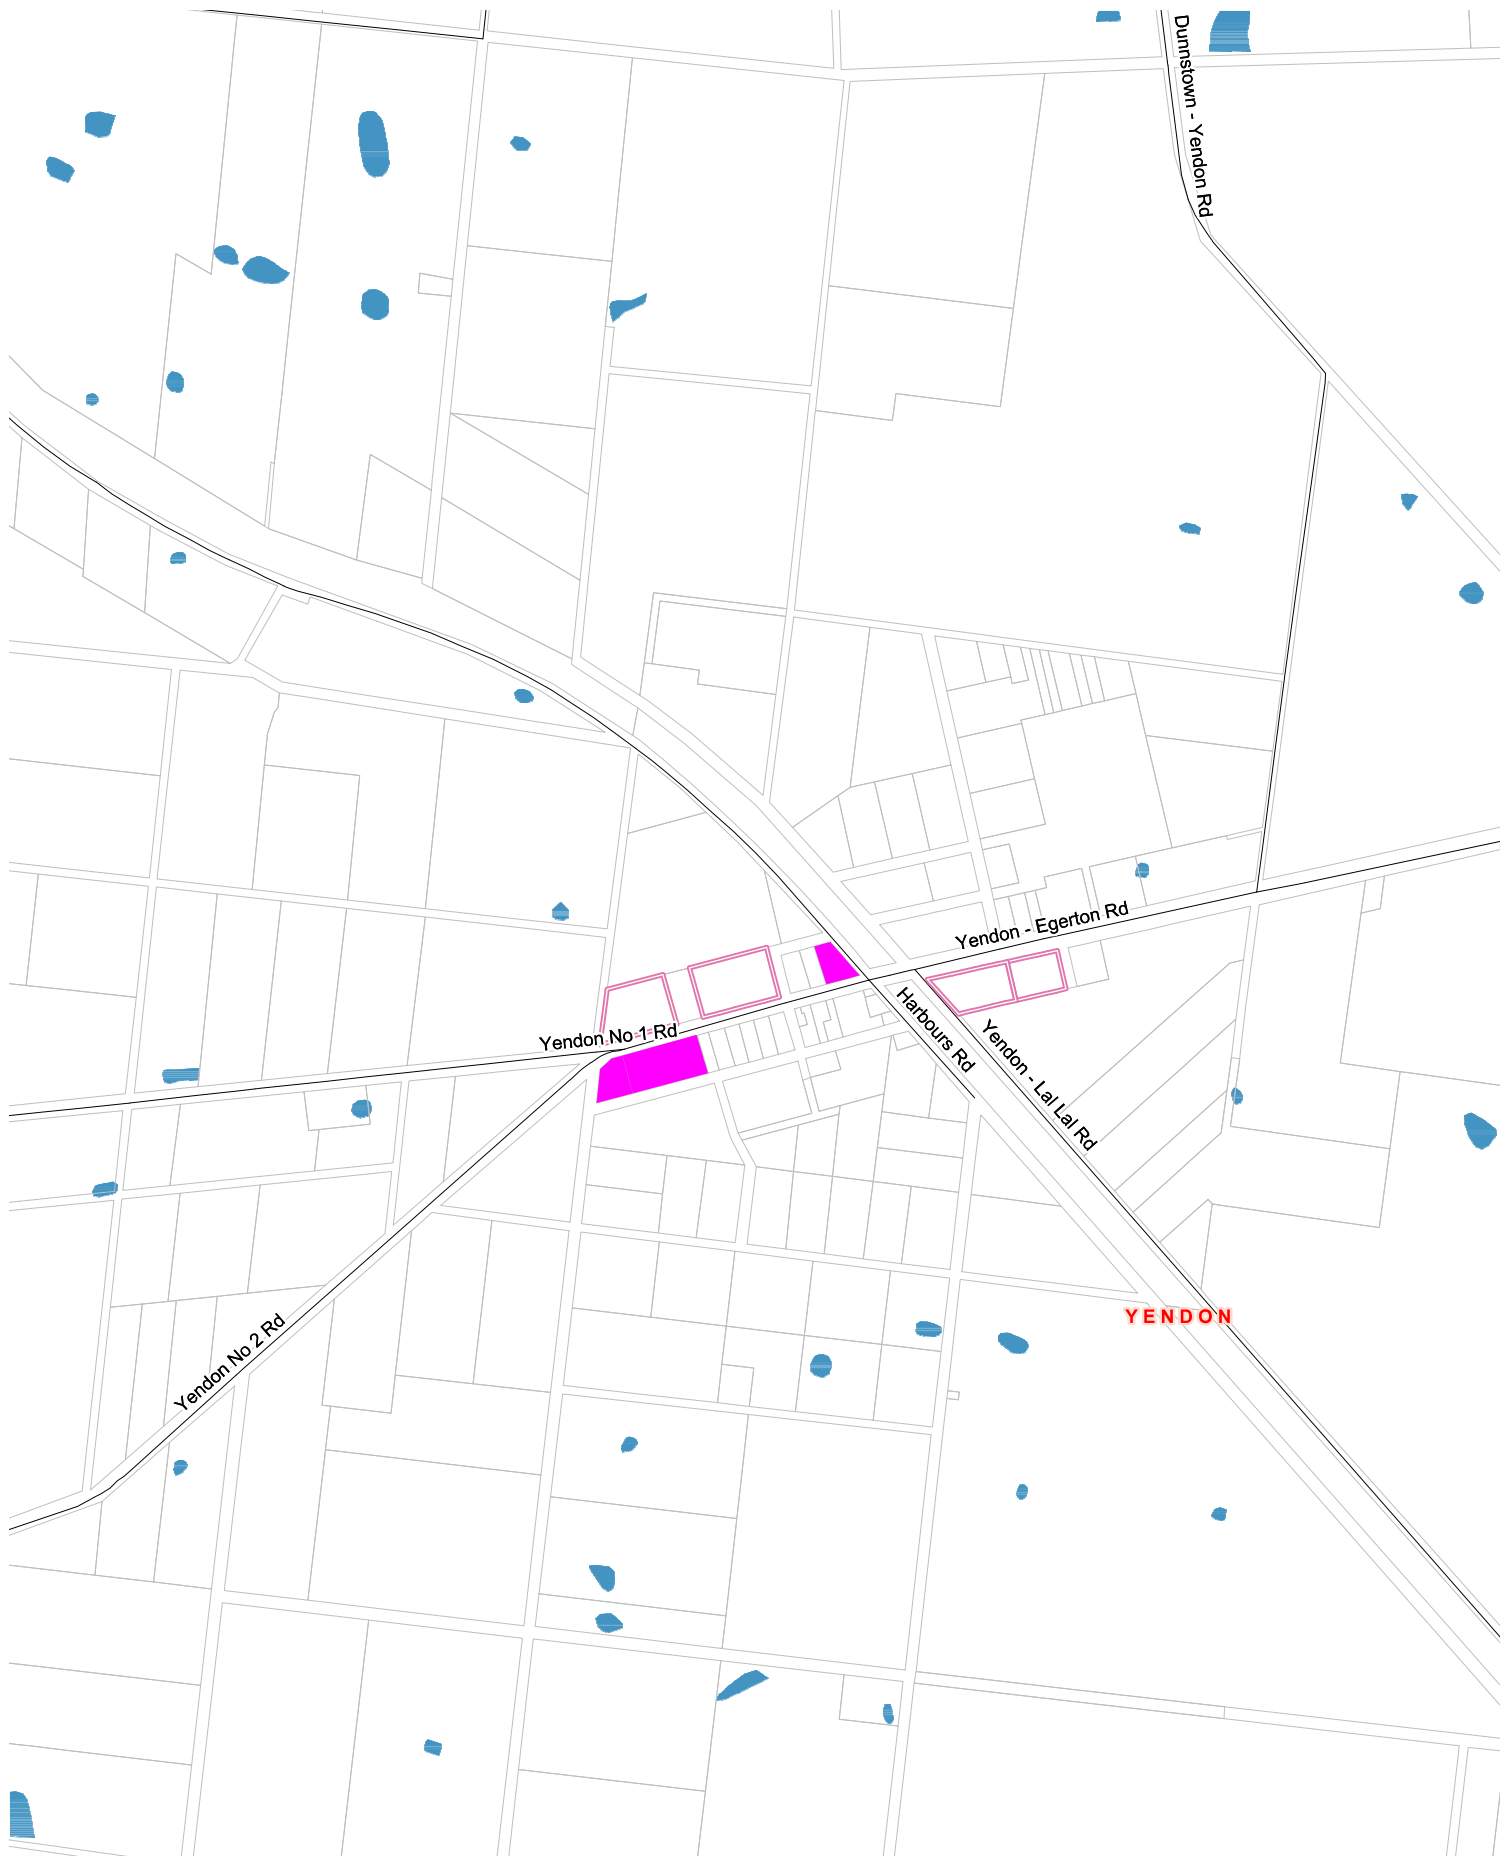 Dunnstown - Yendon Rd
Yendon - Egerton Rd
Yendon No 1 Rd
Harbours Rd
Yendon - Lal Lal Rd
YENDON
Yendon No 2 Rd